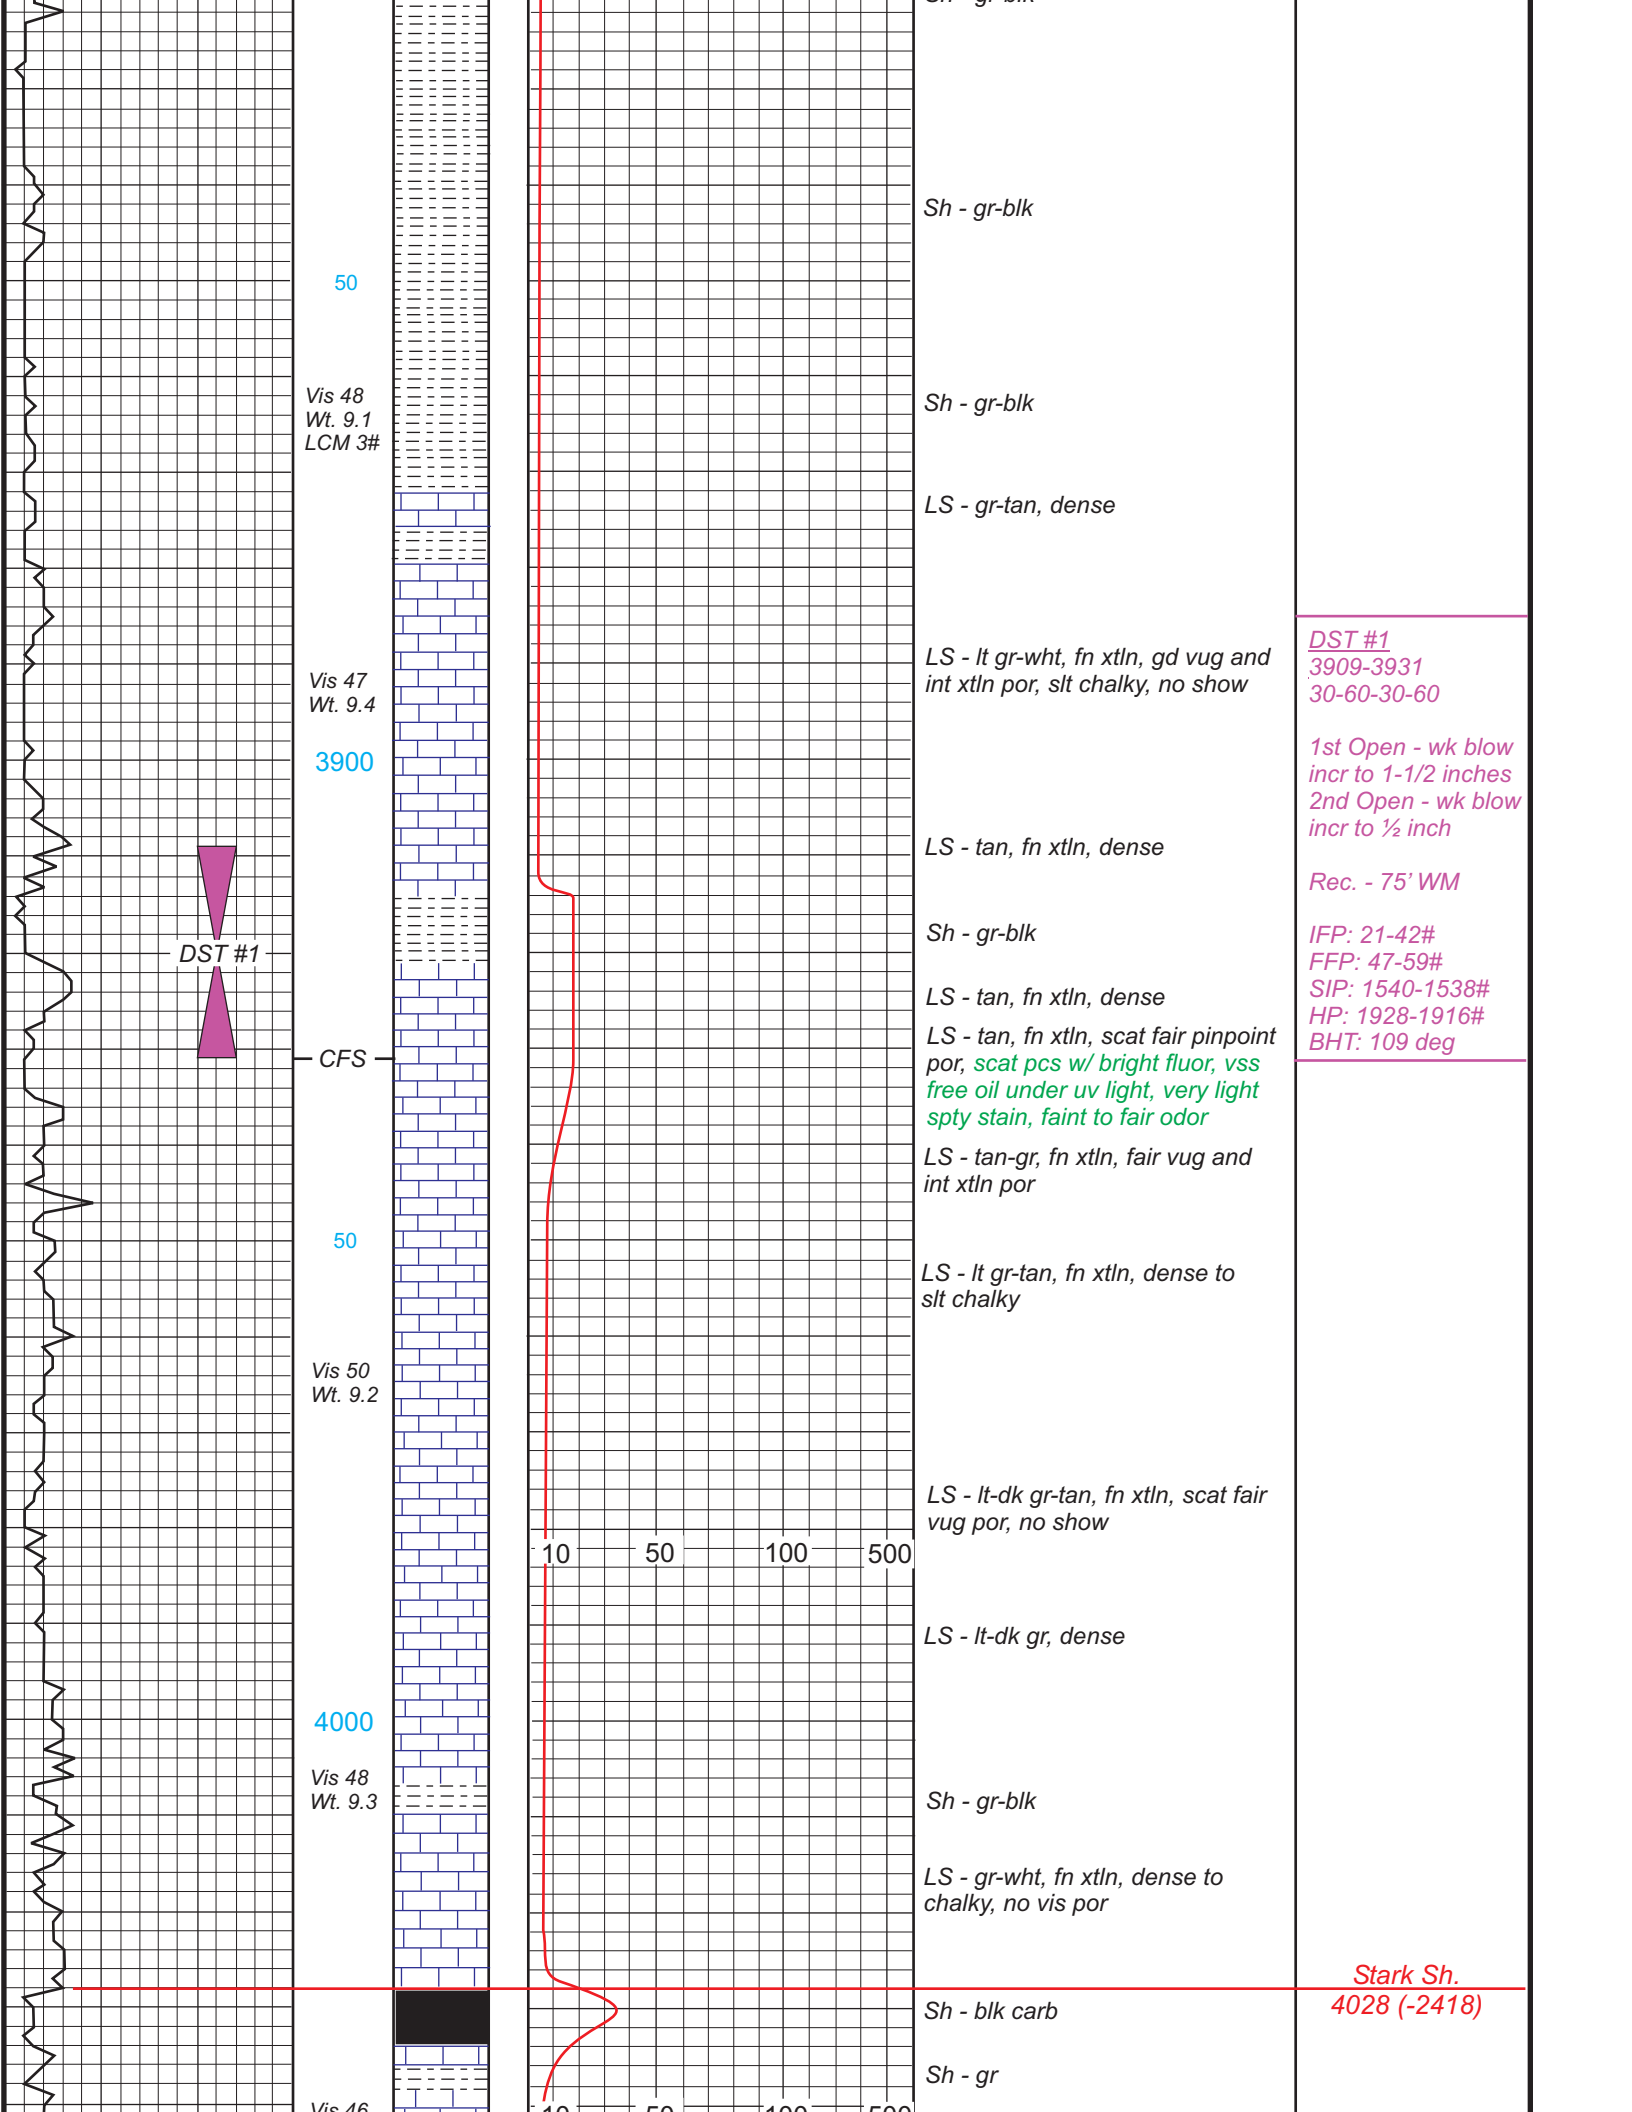 Sh - gr-blk
Sh - gr-blk
50
Vis 48
Wt. 9.1
LCM 3#
Sh - gr-blk
LS - gr-tan, dense
LS - lt gr-wht, fn xtln, gd vug and
int xtln por, slt chalky, no show
Vis 47
Wt. 9.4
3900
DST #1
3909-3931
30-60-30-60
1st Open - wk blow
incr to 1-1/2 inches
2nd Open - wk blow
incr to ½ inch
Rec. - 75' WM
IFP: 21-42#
FFP: 47-59#
SIP: 1540-1538#
HP: 1928-1916#
BHT: 109 deg
LS - tan, fn xtln, dense
Sh - gr-blk
DST #1
LS - tan, fn xtln, dense
CFS
LS - tan, fn xtln, scat fair pinpoint
por, scat pcs w/ bright fluor, vss
free oil under uv light, very light
spty stain, faint to fair odor
LS - tan-gr, fn xtln, fair vug and
int xtln por
50
LS - lt gr-tan, fn xtln, dense to
slt chalky
Vis 50
Wt. 9.2
LS - lt-dk gr-tan, fn xtln, scat fair
vug por, no show
10 50 100 500
LS - lt-dk gr, dense
4000
Vis 48
Wt. 9.3
Sh - gr-blk
LS - gr-wht, fn xtln, dense to
chalky, no vis por
Stark Sh.
4028 (-2418)
Sh - blk carb
Sh - gr
Vis 46
10 50 100 500